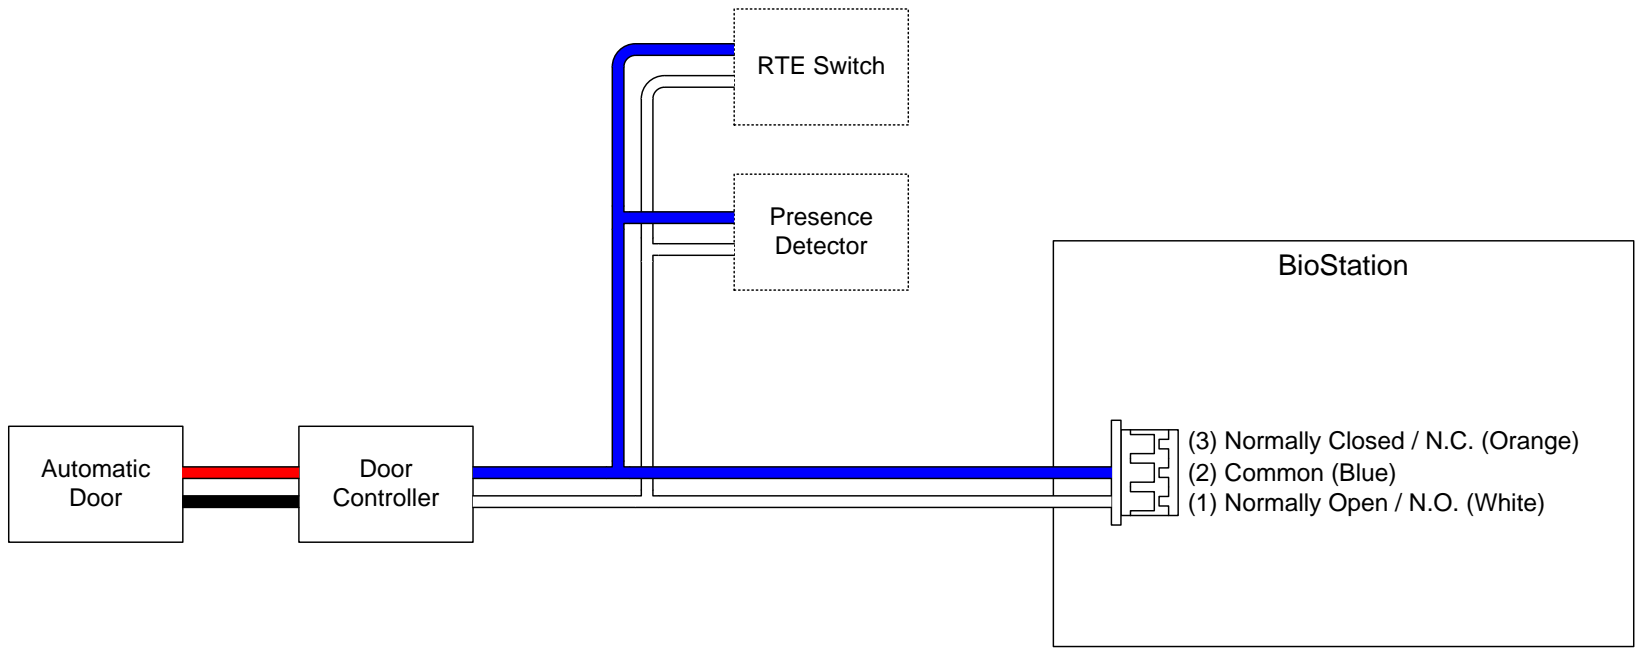 RTE Switch
Presence
Detector
BioStation
Automatic
Door
Door
Controller
(3) Normally Closed / N.C. (Orange)
(2) Common (Blue)
(1) Normally Open / N.O. (White)